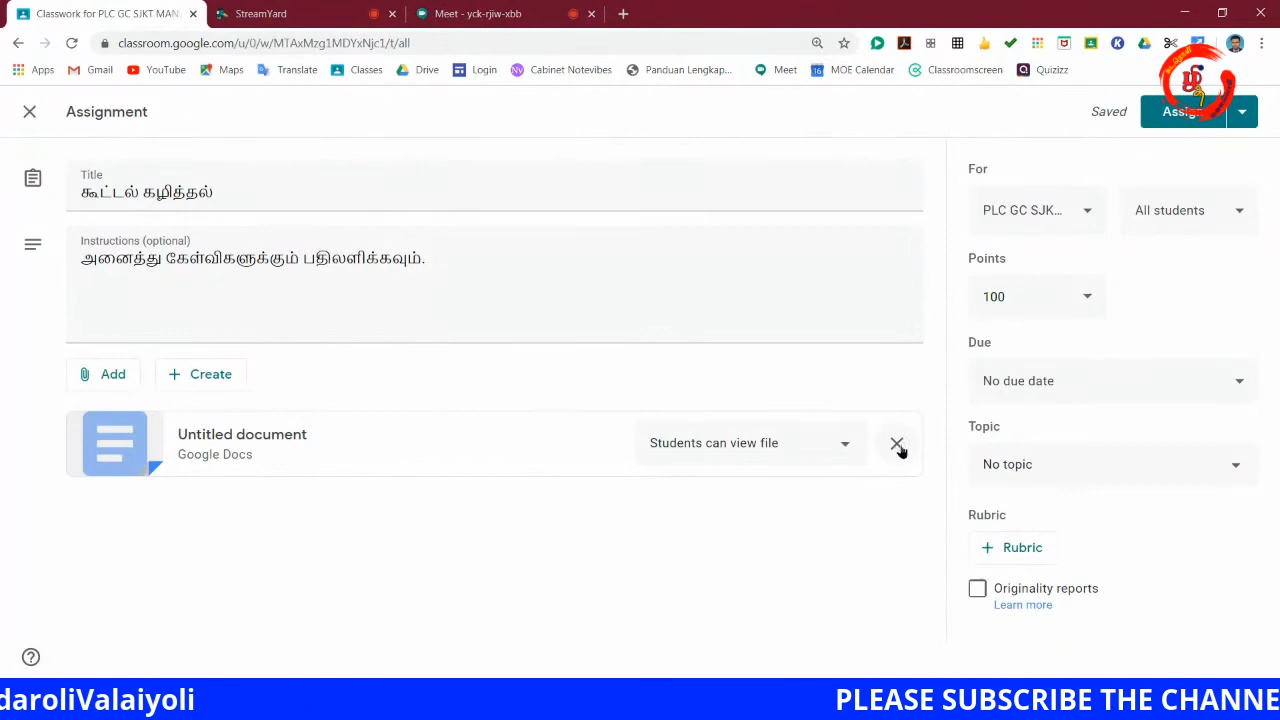 Classwork for PLC GC SJKT MAN
StreamYard
Meet - yck-rjiw-xbb
classroom.google.com/u/0/w/MTAxMzg1MDYxNjc1/t/all
Apps
Gmail
YouTube
Maps
Translate
Classes
Drive
Login
Cabinet Notevibes
Panduan Lengkap...
Meet
MOE Calendar
Classroomscreen
Quizizz
Assignment
Saved
Assign
Title
கூட்டல் கழித்தல்
Instructions (optional)
அனைத்து கேள்விகளுக்கும் பதிலளிக்கவும்.
Add
Create
Untitled document
Google Docs
Students can view file
For
PLC GC SJK...
All students
Points
100
Due
No due date
Topic
No topic
Rubric
Rubric
Originality reports
Learn more
daroliValaiyoli
PLEASE SUBSCRIBE THE CHANNE